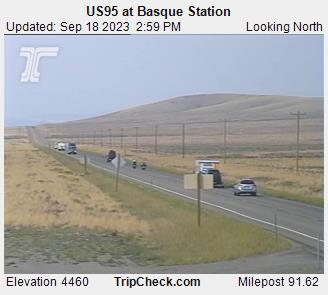 US95 at Basque Station
Updated: Sep 18 2023 2:59 PM Looking North
Elevation 4460 TripCheck.com Milepost 91.62